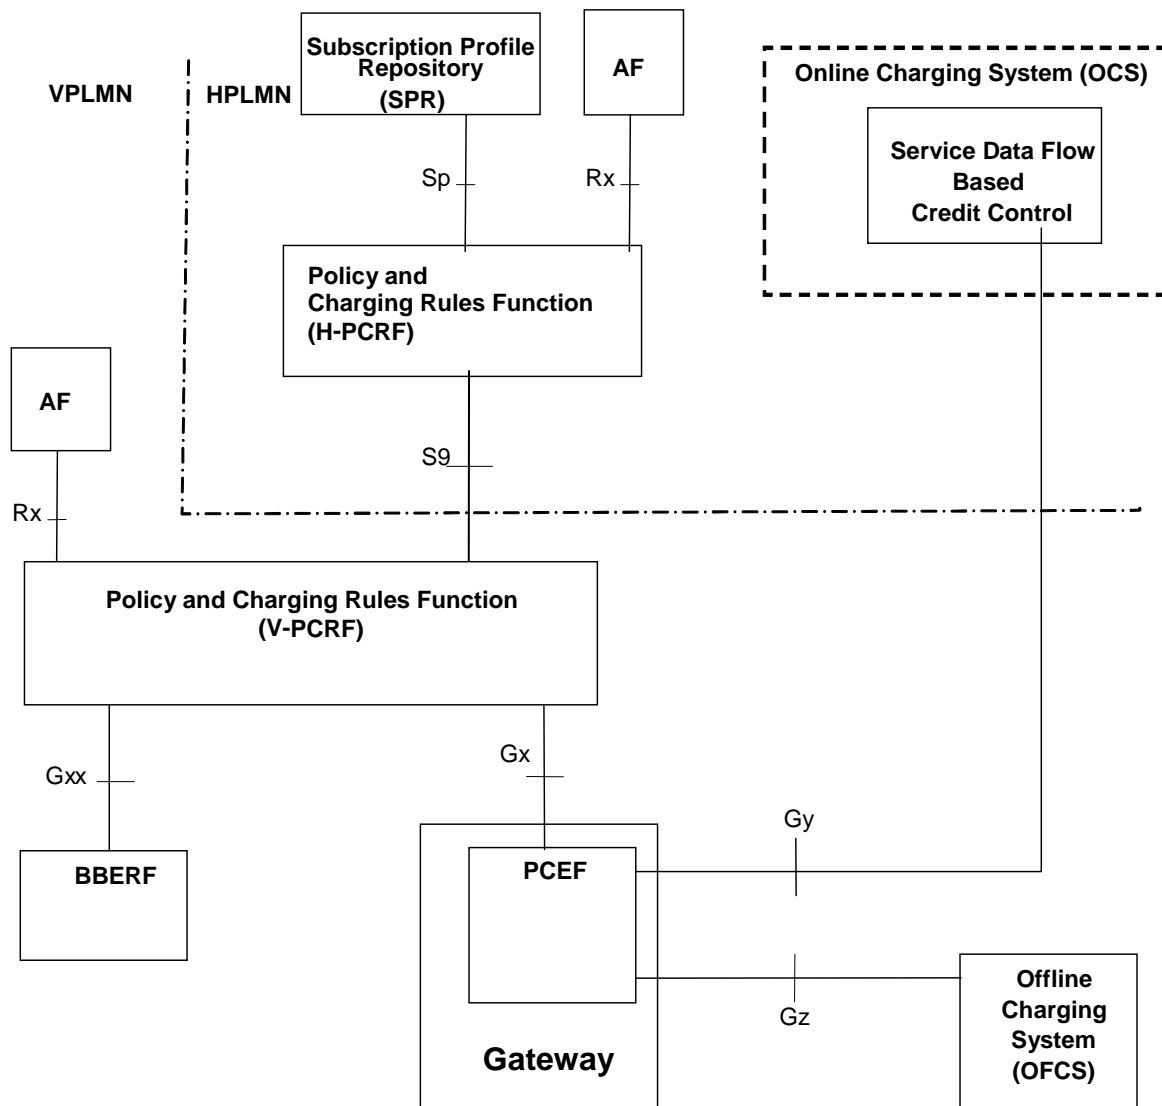 Subscription Profile
Repository
(SPR)
AF
Online Charging System (OCS)
VPLMN
HPLMN
Service Data Flow
Based
Credit Control
Sp
Rx
Policy and
Charging Rules Function
(H-PCRF)
AF
S9
Rx
Policy and Charging Rules Function
(V-PCRF)
Gxx
Gx
Gy
BBERF
PCEF
Gz
Offline
Charging
System
(OFCS)
Gateway